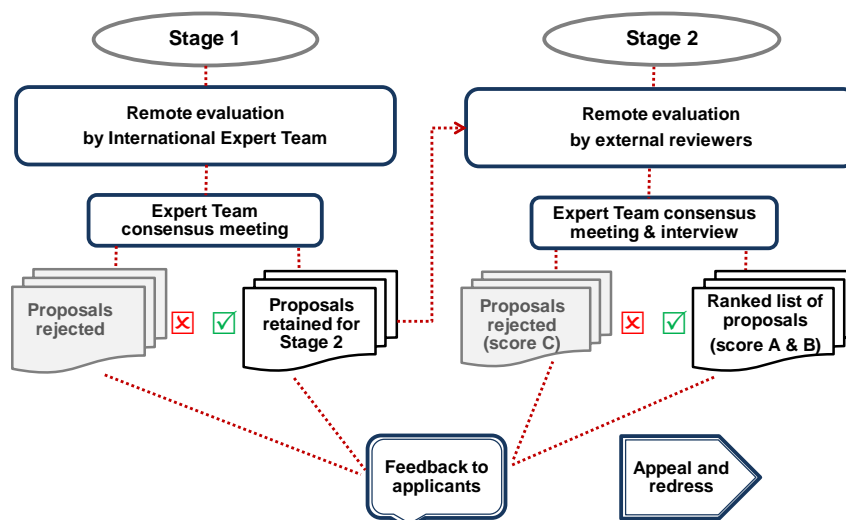 Stage 1
Remote evaluation
by International Expert Team
Expert Team
consensus meeting
Proposals
rejected
Proposals
retained for
Stage 2
Stage 2
Remote evaluation
by external reviewers
Expert Team consensus
meeting & interview
Proposals
rejected
(score C)
Ranked list of
proposals
(score A & B)
Feedback to
applicants
Appeal and
redress